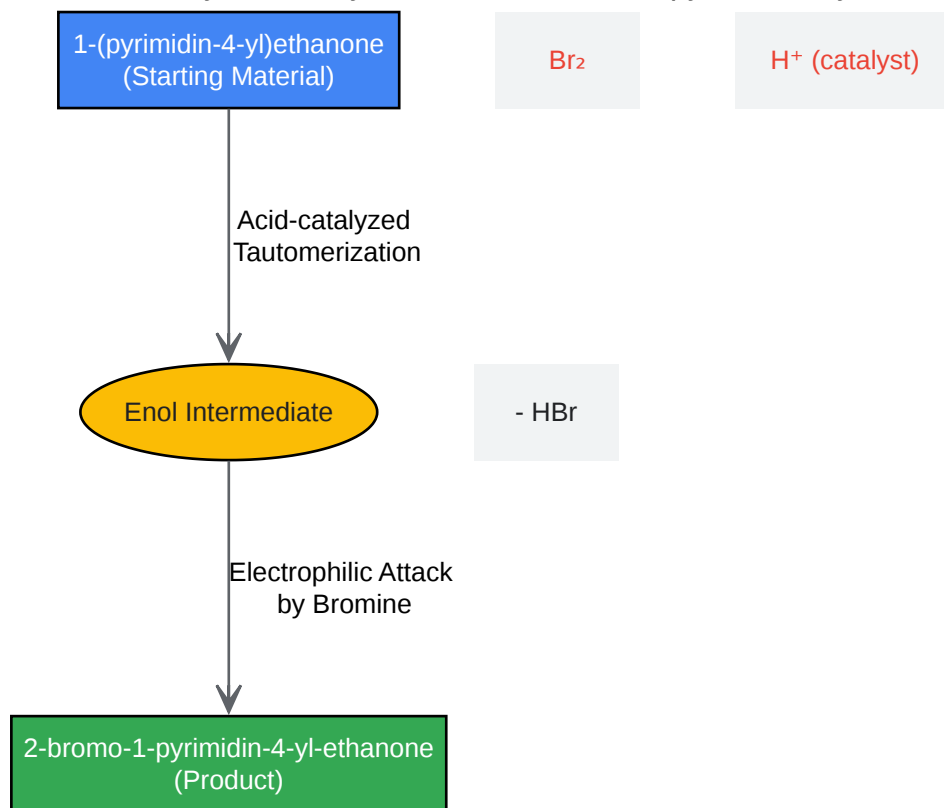 1-(pyrimidin-4-yl)ethanone
(Starting Material)
Br₂
H⁺ (catalyst)
Acid-catalyzed
Tautomerization
Enol Intermediate
- HBr
Electrophilic Attack
by Bromine
2-bromo-1-pyrimidin-4-yl-ethanone
(Product)